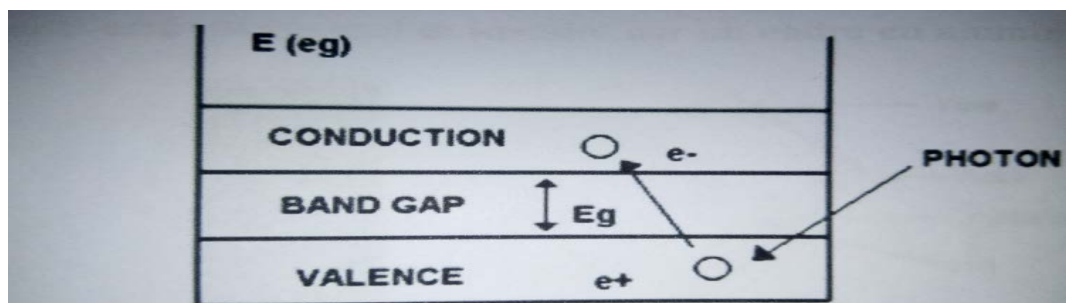 E (eg)
CONDUCTION e-
PHOTON
BAND GAP Eg
VALENCE e+